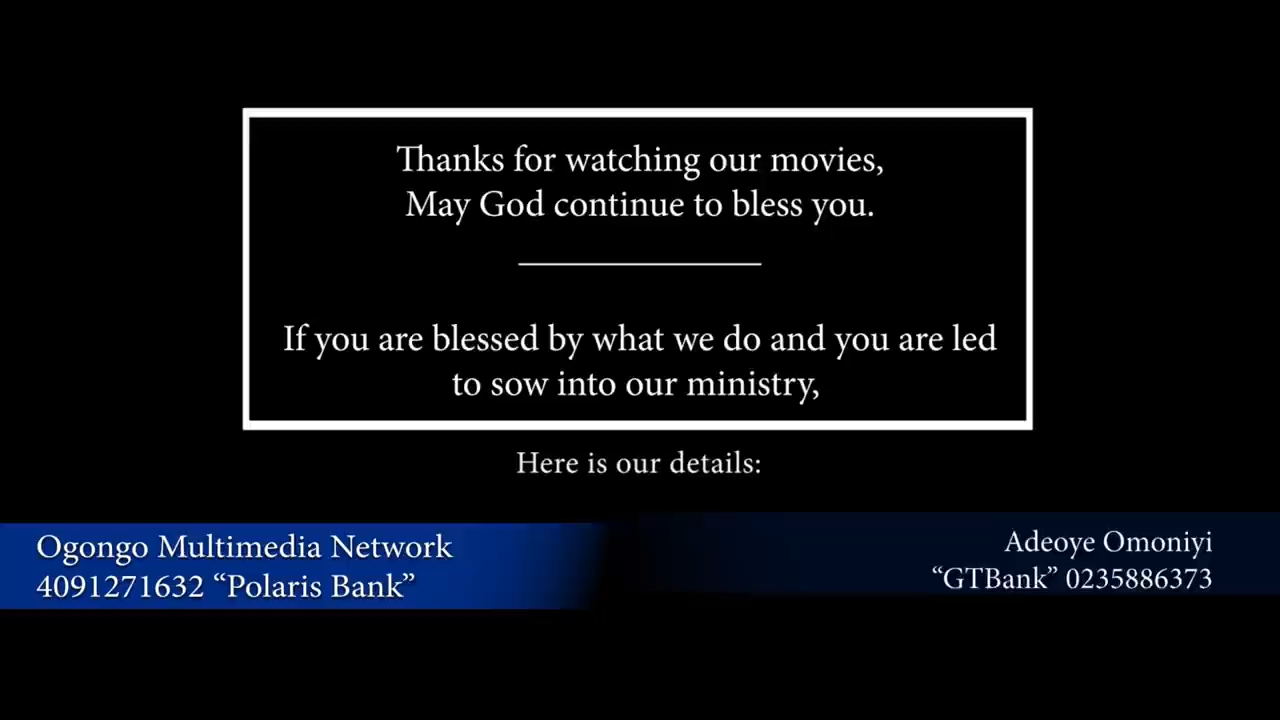 Thanks for watching our movies,
May God continue to bless you.
If you are blessed by what we do and you are led
to sow into our ministry,
Here is our details:
Ogongo Multimedia Network
4091271632 “Polaris Bank”
Adeoye Omoniyi
“GTBank” 0235886373